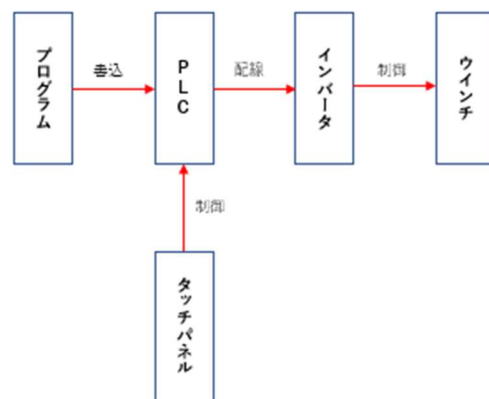 プログラム
書込
PLC
配線
インバータ
制御
ウインチ
制御
タッチパネル